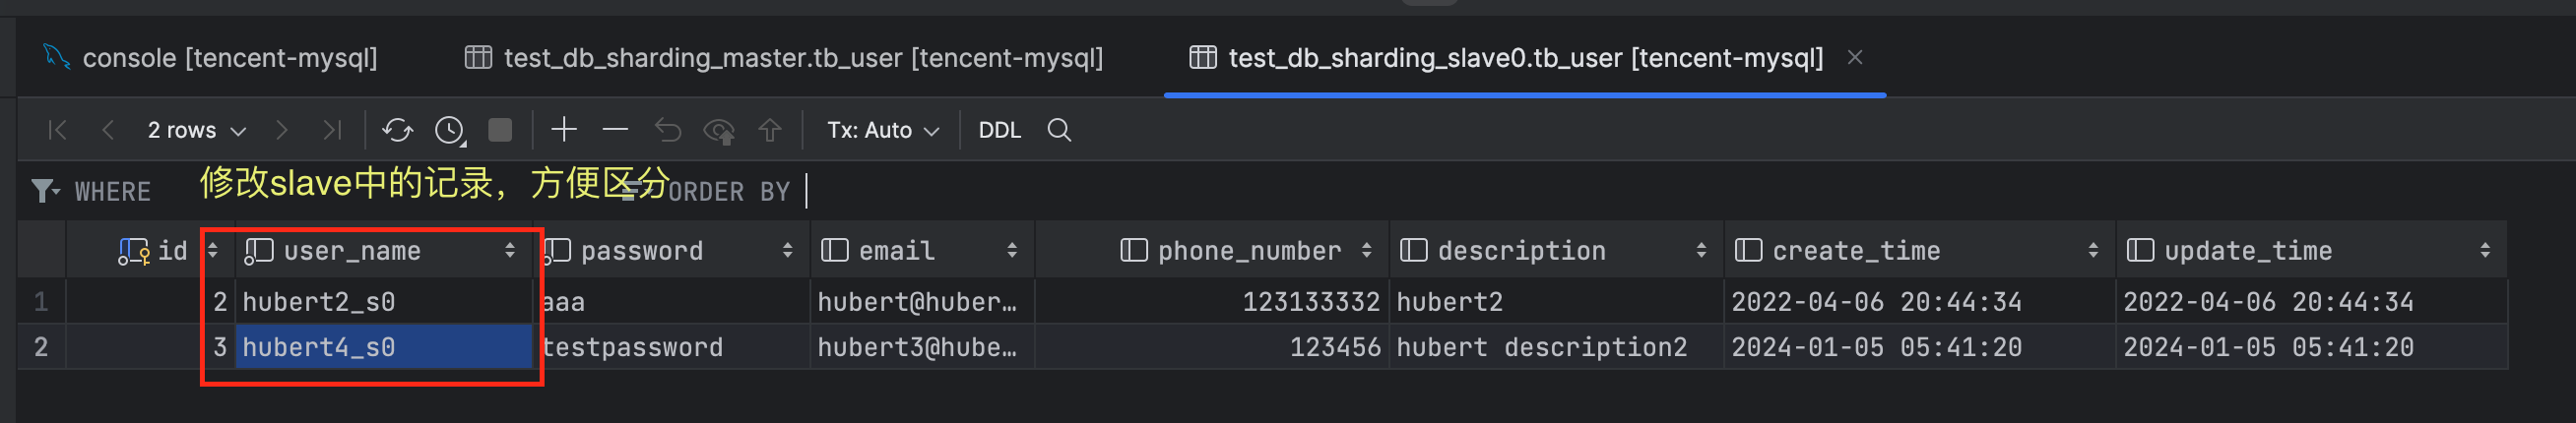 console [tencent-mysql] test_db_sharding_master.tb_user [tencent-mysql] test_db_sharding_slave0.tb_user [tencent-mysql]
2 rows Tx: Auto DDL
WHERE 修改slave中的记录，方便区分 ORDER BY
id user_name password email phone_number description create_time update_time
1 2 hubert2_s0 aaa hubert@huber… 123133332 hubert2 2022-04-06 20:44:34 2022-04-06 20:44:34
2 3 hubert4_s0 testpassword hubert3@hube… 123456 hubert description2 2024-01-05 05:41:20 2024-01-05 05:41:20